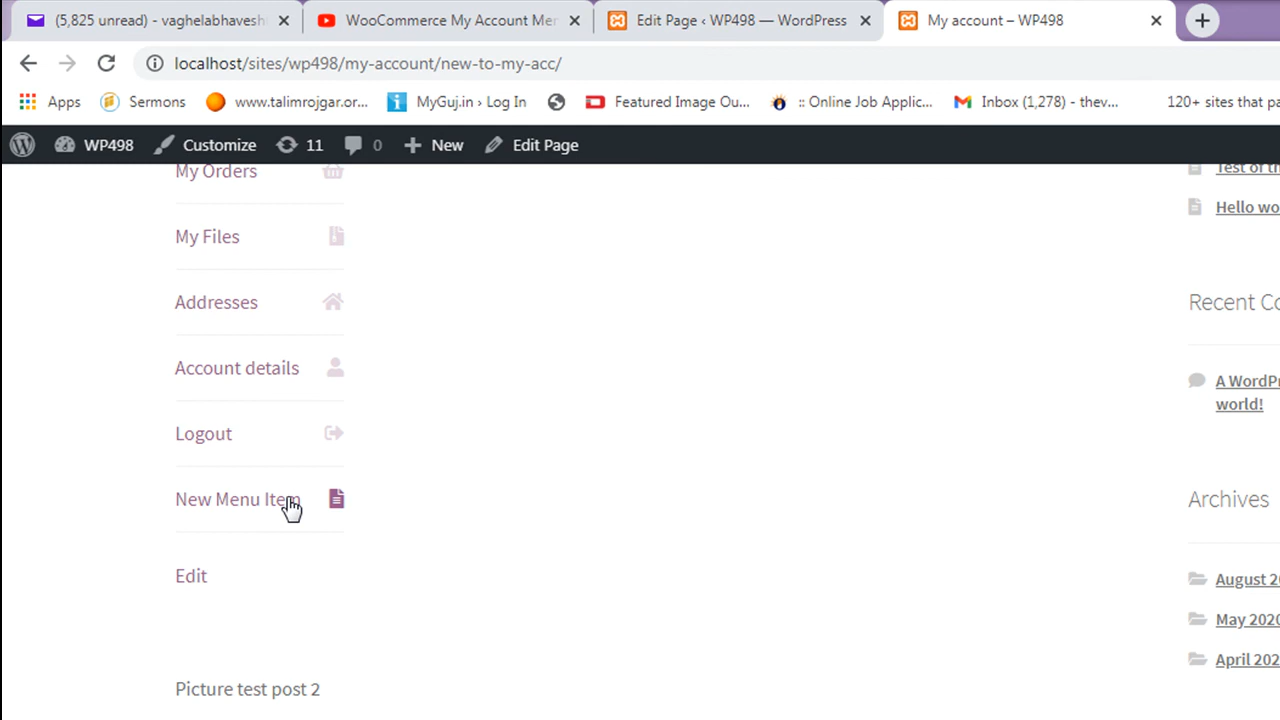 (5,825 unread) - vaghelabhavesh
WooCommerce My Account Me
Edit Page ‹ WP498 — WordPress
My account – WP498
localhost/sites/wp498/my-account/new-to-my-acc/
Apps
Sermons
www.talimrojgar.or...
MyGuj.in › Log In
Featured Image Ou...
:: Online Job Applic...
Inbox (1,278) - thev...
120+ sites that pa
WP498
Customize
11
0
New
Edit Page
My Orders
My Files
Addresses
Account details
Logout
New Menu Item
Edit
Picture test post 2
Test of th
Hello wo
Recent Co
A WordPr
world!
Archives
August 2
May 2020
April 202